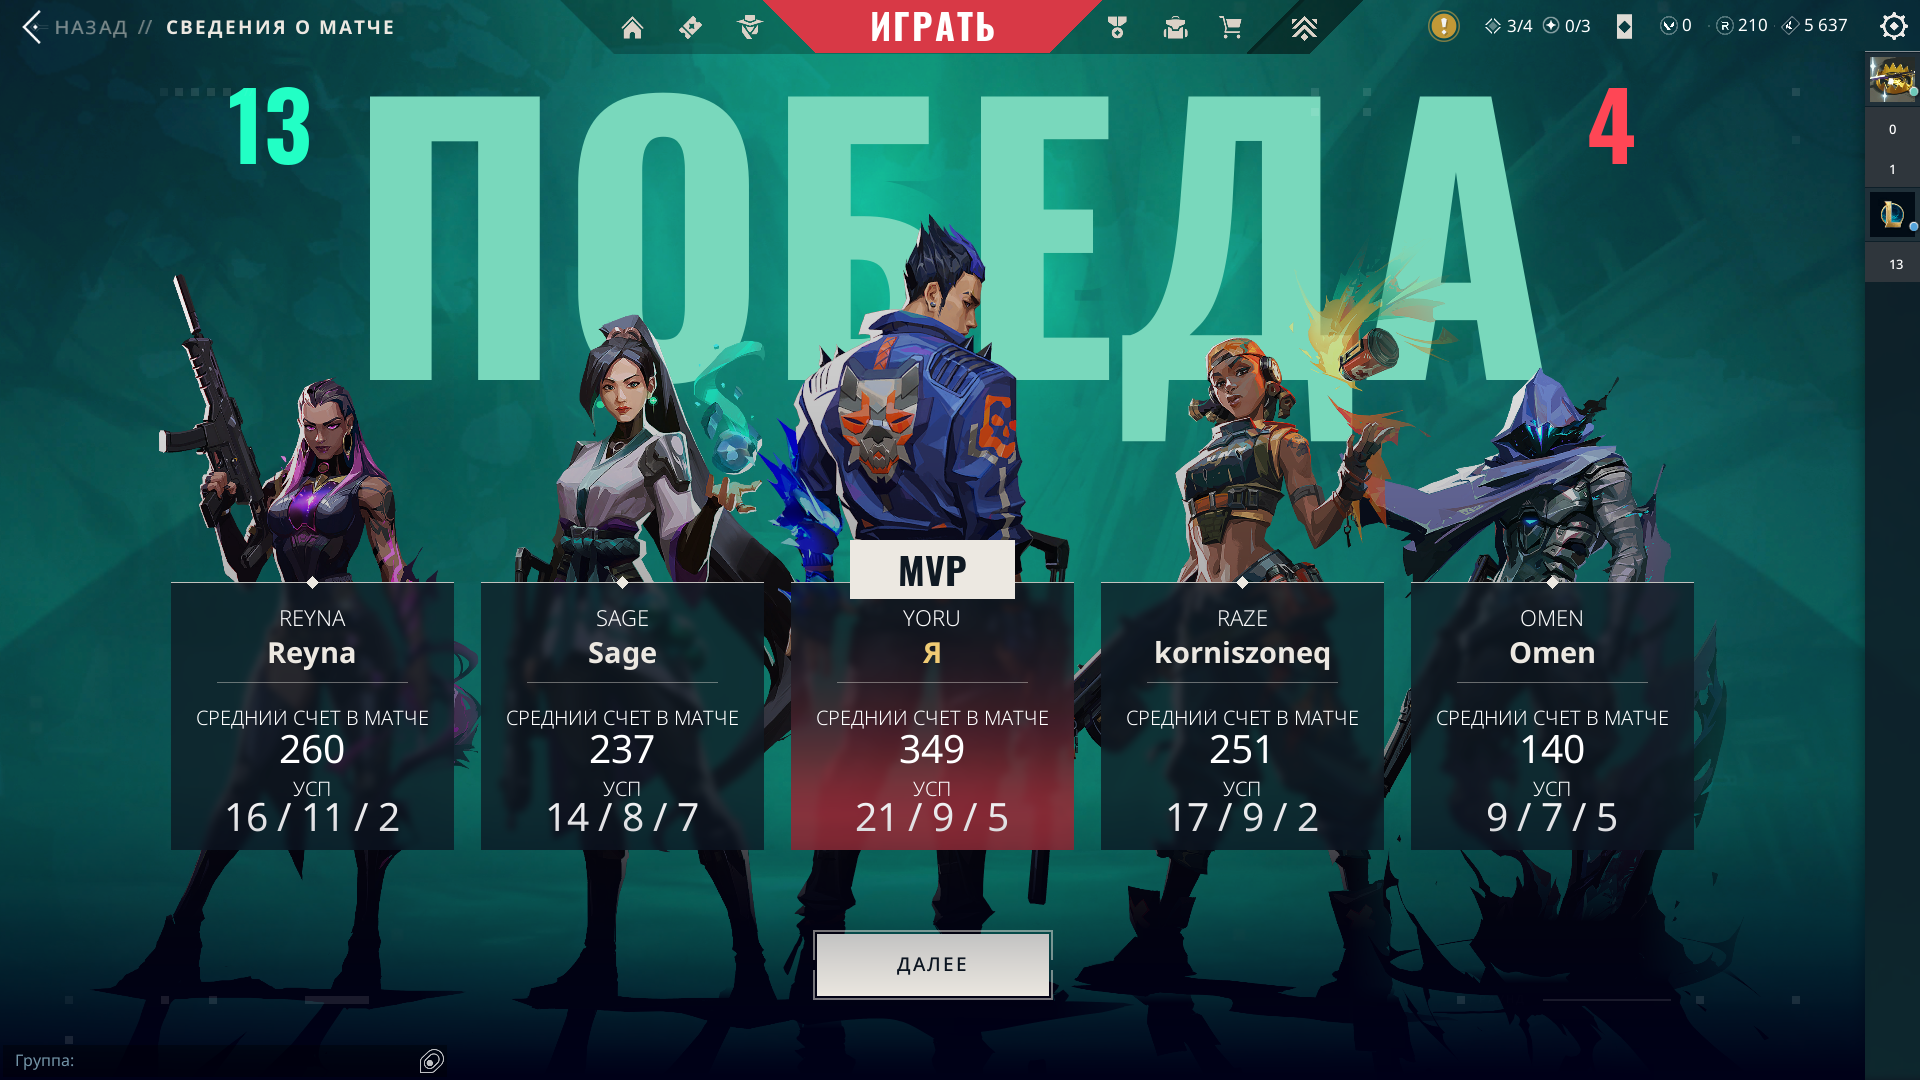 НАЗАД // СВЕДЕНИЯ О МАТЧЕ
ИГРАТЬ
3/4 0/3 0 210 5 637
13 ПОБЕДА 4
0
1
13
MVP
REYNA
Reyna
СРЕДНИЙ СЧЕТ В МАТЧЕ
260
УСП
16 / 11 / 2
SAGE
Sage
СРЕДНИЙ СЧЕТ В МАТЧЕ
237
УСП
14 / 8 / 7
YORU
Я
СРЕДНИЙ СЧЕТ В МАТЧЕ
349
УСП
21 / 9 / 5
RAZE
korniszoneq
СРЕДНИЙ СЧЕТ В МАТЧЕ
251
УСП
17 / 9 / 2
OMEN
Omen
СРЕДНИЙ СЧЕТ В МАТЧЕ
140
УСП
9 / 7 / 5
ДАЛЕЕ
Группа: